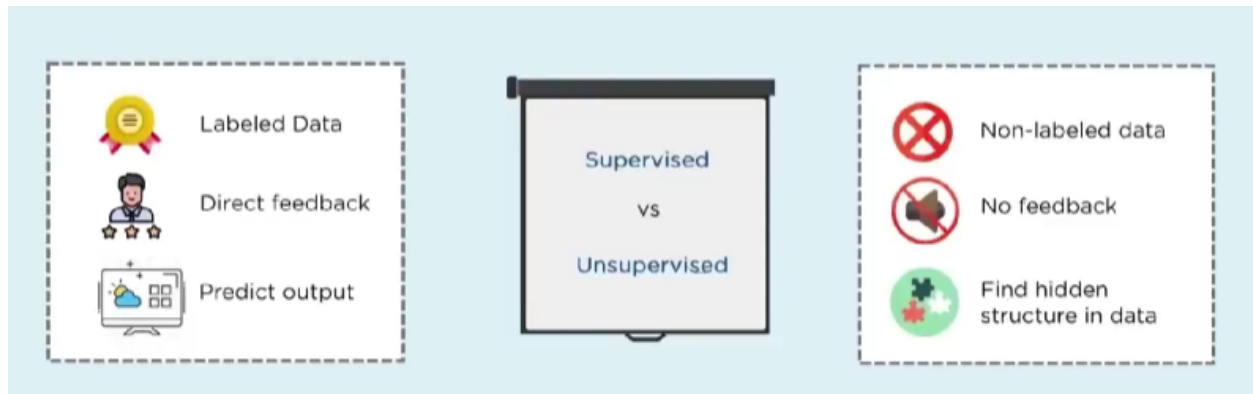 Labeled Data
Direct feedback
Predict output
Supervised
vs
Unsupervised
Non-labeled data
No feedback
Find hidden
structure in data